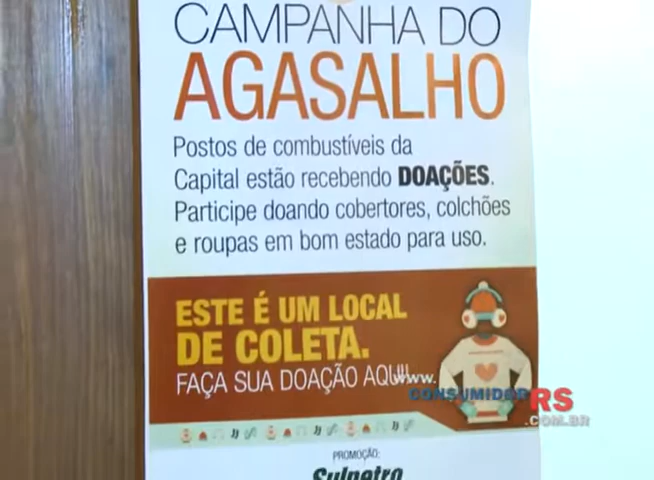 CAMPANHA DO
AGASALHO
Postos de combustíveis da
Capital estão recebendo DOAÇÕES.
Participe doando cobertores, colchões
e roupas em bom estado para uso.
ESTE É UM LOCAL
DE COLETA.
FAÇA SUA DOAÇÃO AQUI!
www.
CONSUMIDORRS
.COM.BR
PROMOÇÃO:
Sulpetro